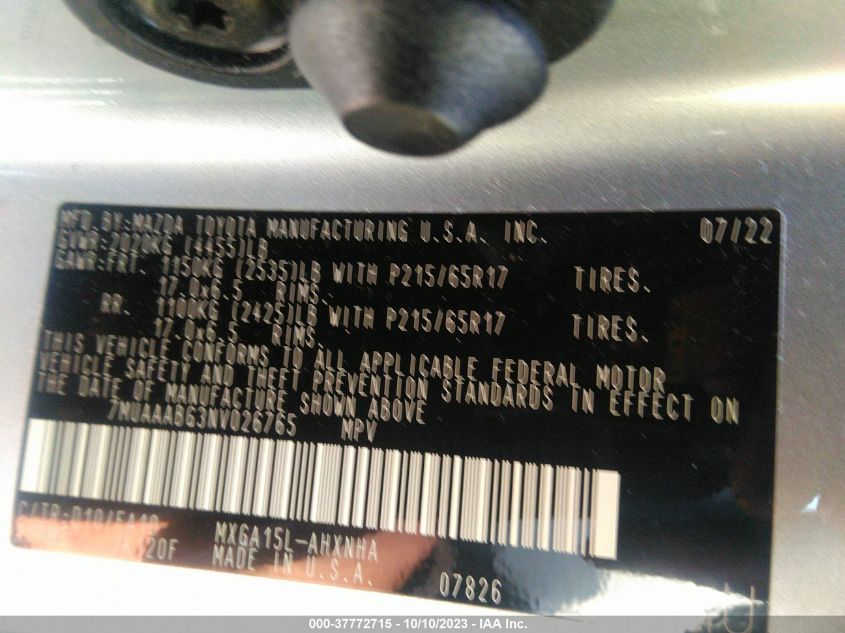 MFD.BY:MAZDA TOYOTA MANUFACTURING U.S.A. INC. 07/22
GVWR:2020KG (4455)LB
GAWR:FRT. 1150KG (2535)LB WITH P215/65R17 TIRES.
17.0x6.5 RIMS.
RR. 1100KG (2425)LB WITH P215/65R17 TIRES.
17.0x6.5 RIMS.
THIS VEHICLE CONFORMS TO ALL APPLICABLE FEDERAL MOTOR
VEHICLE SAFETY AND THEFT PREVENTION STANDARDS IN EFFECT ON
THE DATE OF MANUFACTURE SHOWN ABOVE
7MUAAABG3NV026765 MPV
C/TR:
MXGA15L-AHXNHA
MADE IN U.S.A.
07826
000-37772715 - 10/10/2023 - IAA Inc.